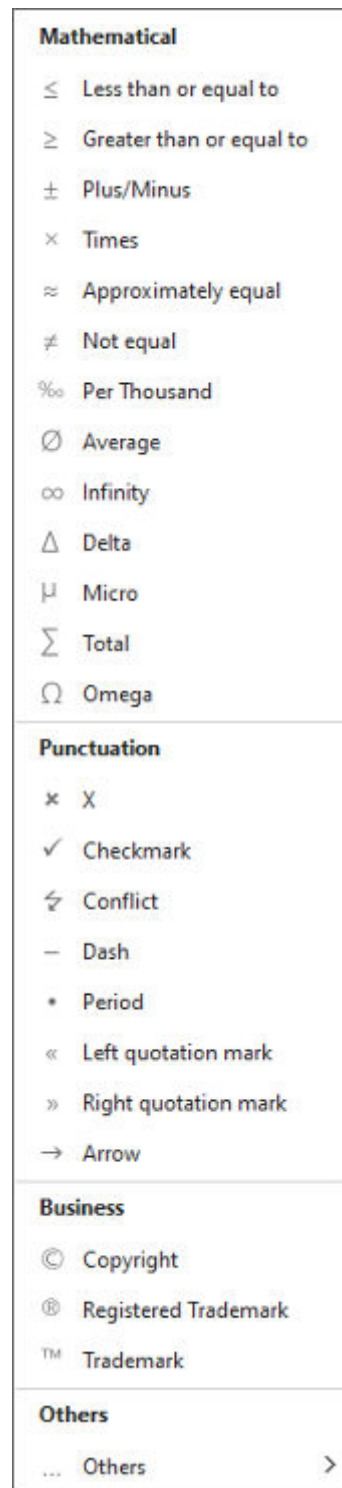 Mathematical
≤ Less than or equal to
≥ Greater than or equal to
± Plus/Minus
× Times
≈ Approximately equal
≠ Not equal
‰ Per Thousand
Ø Average
∞ Infinity
Δ Delta
µ Micro
∑ Total
Ω Omega
Punctuation
× X
✓ Checkmark
↯ Conflict
– Dash
• Period
« Left quotation mark
» Right quotation mark
→ Arrow
Business
© Copyright
® Registered Trademark
™ Trademark
Others
... Others >